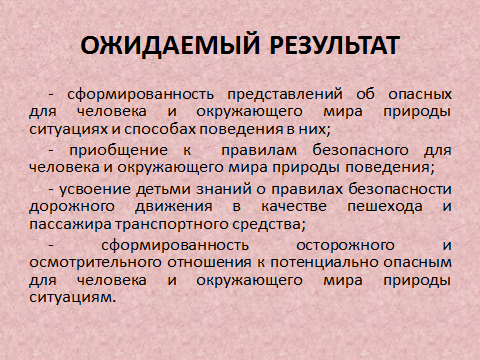 ОЖИДАЕМЫЙ РЕЗУЛЬТАТ
- сформированность представлений об опасных
для человека и окружающего мира природы
ситуациях и способах поведения в них;
- приобщение к правилам безопасного для
человека и окружающего мира природы поведения;
- усвоение детьми знаний о правилах безопасности
дорожного движения в качестве пешехода и
пассажира транспортного средства;
- сформированность осторожного и
осмотрительного отношения к потенциально опасным
для человека и окружающего мира природы
ситуациям.